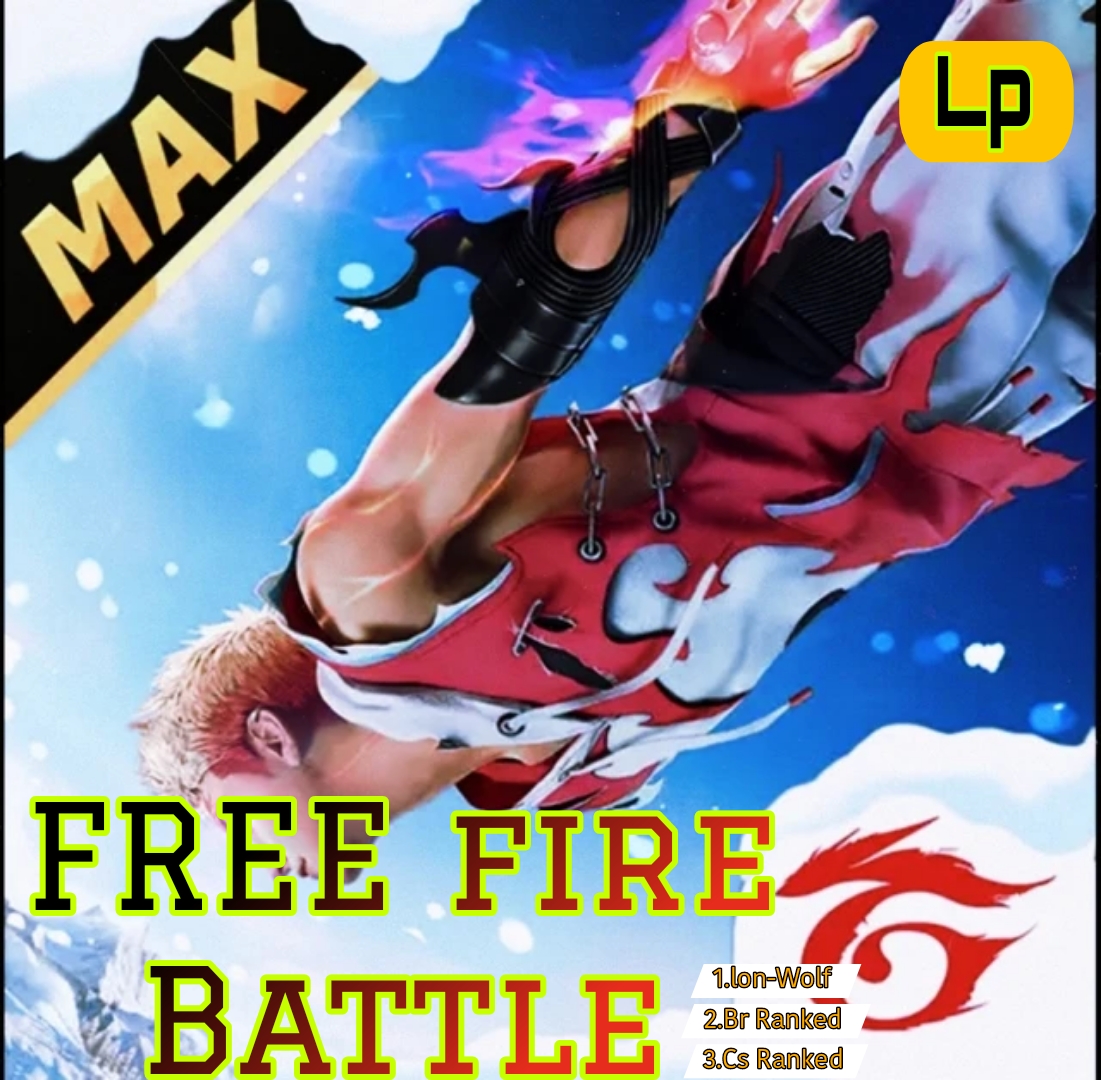 MAX
Lp
FREE FIRE
BATTLE
1.lon-Wolf
2.Br Ranked
3.Cs Ranked